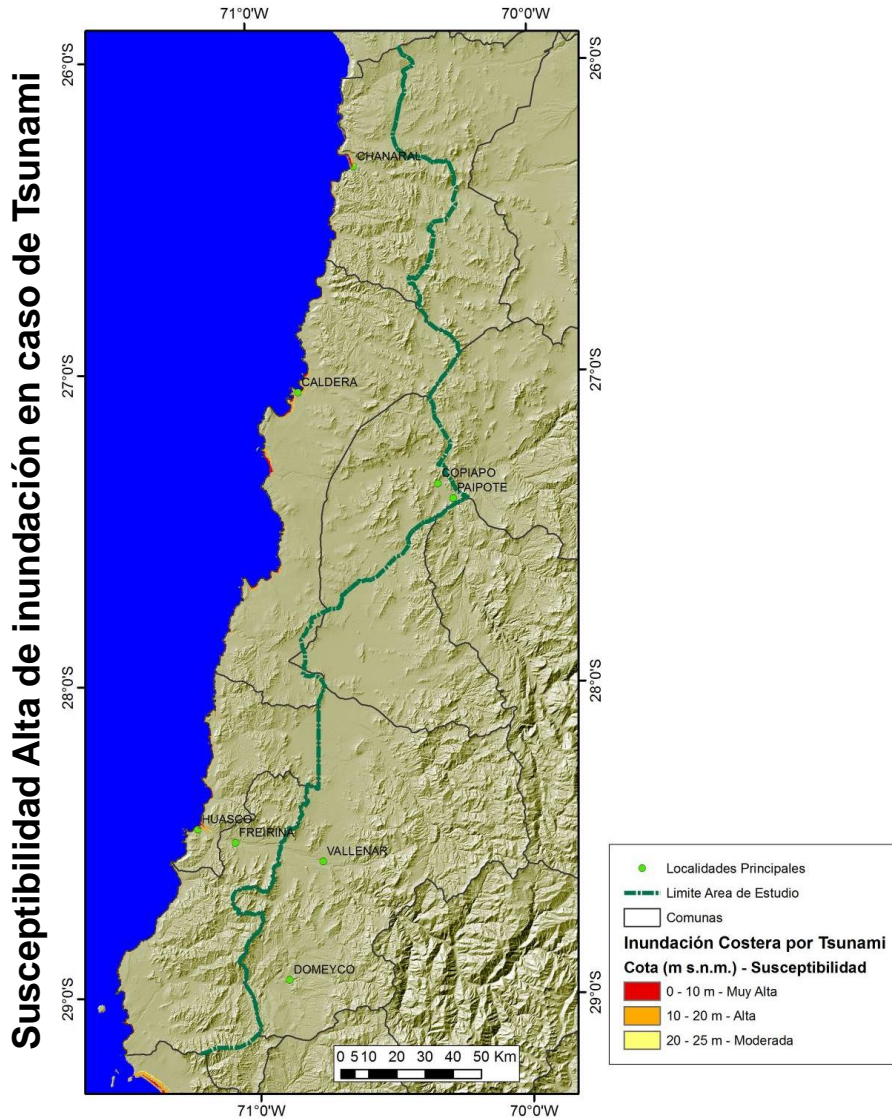 Susceptibilidad Alta de inundación en caso de Tsunami
71°0'W
70°0'W
26°0'S
26°0'S
CHANARAL
27°0'S
27°0'S
CALDERA
COPIAPO
PAIPOTE
28°0'S
28°0'S
HUASCO
FREIRINA
VALLENAR
DOMEYCO
29°0'S
29°0'S
0 5 10 20 30 40 50 Km
71°0'W
70°0'W
Localidades Principales
Limite Area de Estudio
Comunas
Inundación Costera por Tsunami
Cota (m s.n.m.) - Susceptibilidad
0 - 10 m - Muy Alta
10 - 20 m - Alta
20 - 25 m - Moderada